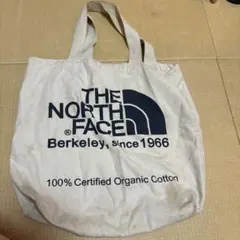 THE
NORTH
®FACE
Berkeley, since 1966
100% Certified Organic Cotton